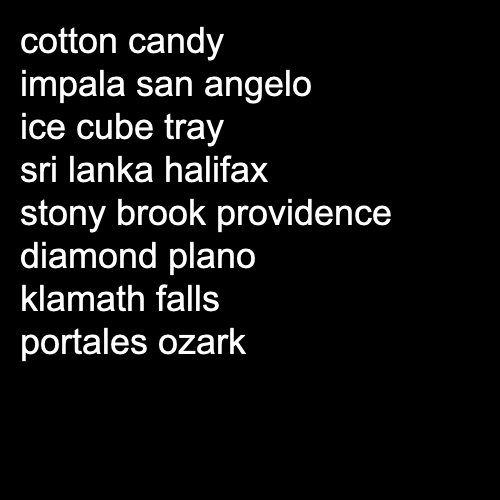 cotton candy
impala san angelo
ice cube tray
sri lanka halifax
stony brook providence
diamond plano
klamath falls
portales ozark